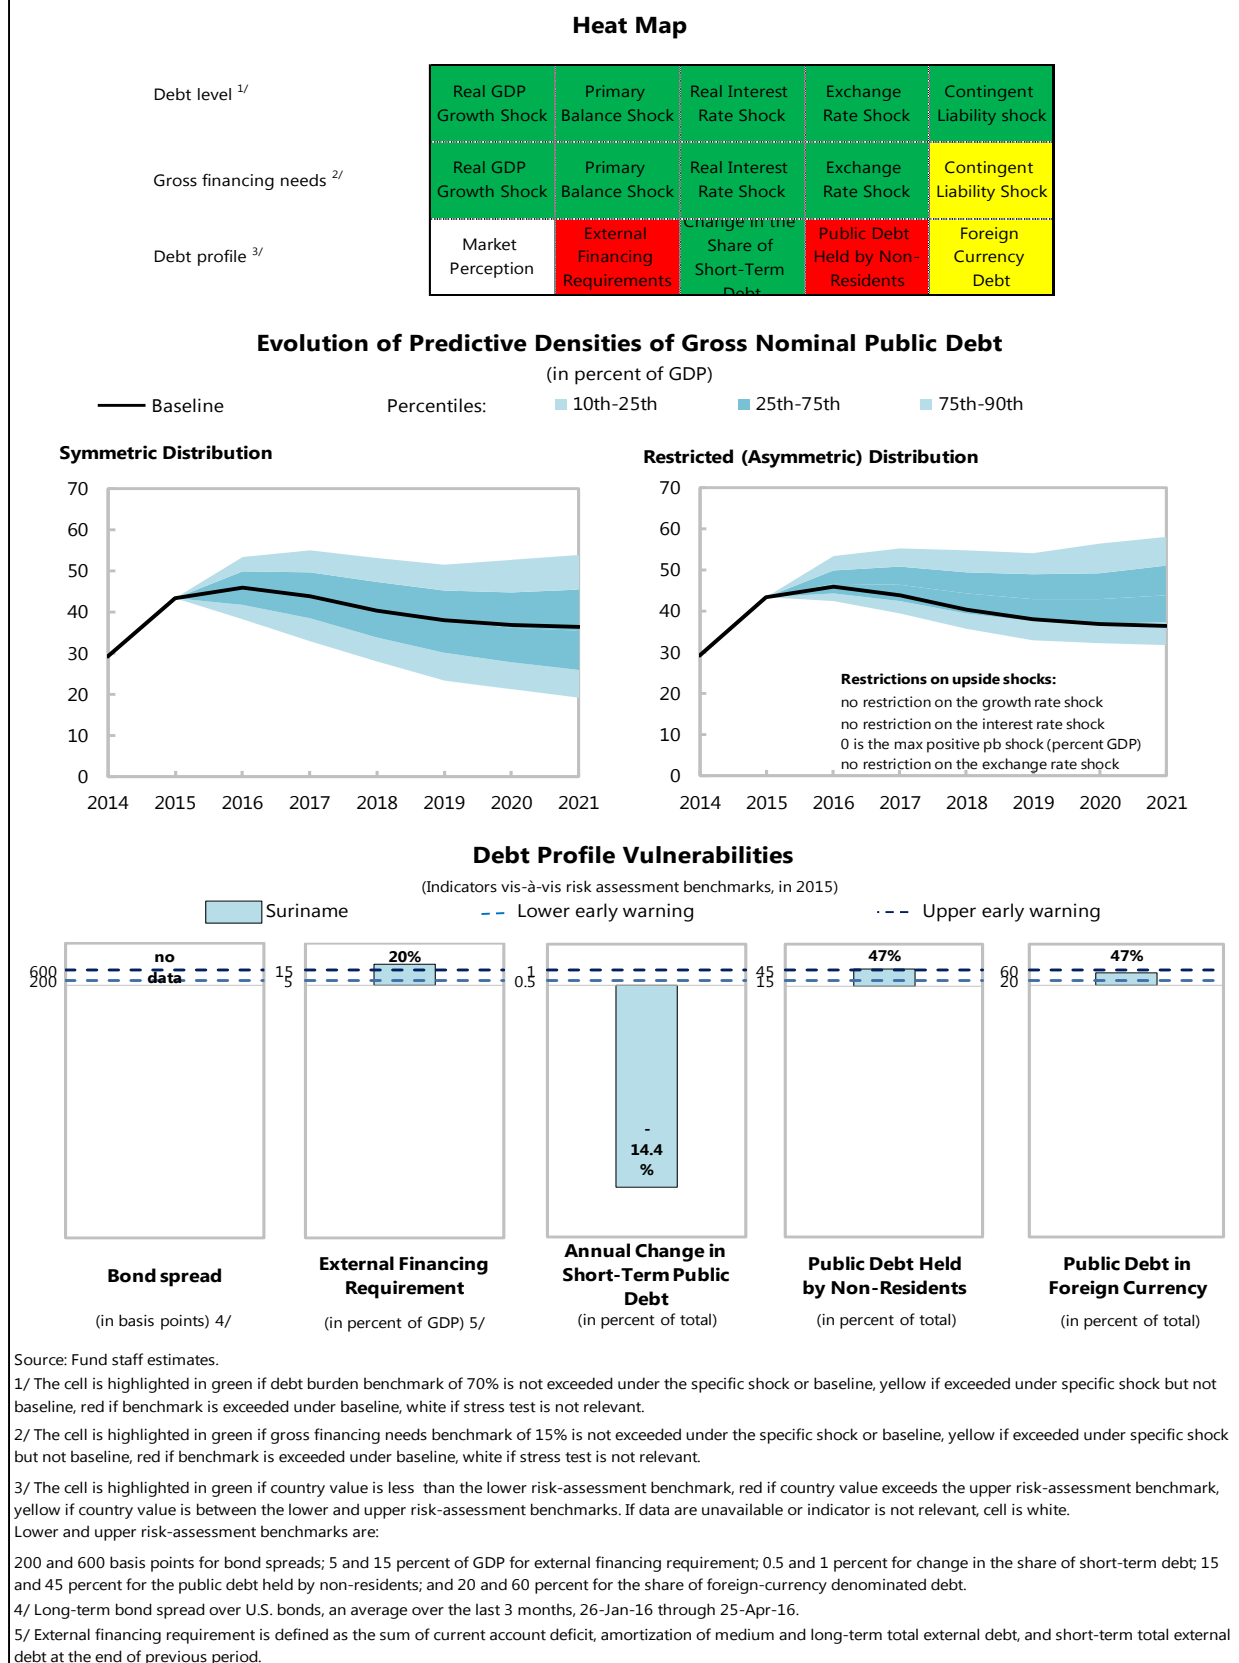 Heat Map
Debt level 1/
Real GDP Growth Shock
Primary Balance Shock
Real Interest Rate Shock
Exchange Rate Shock
Contingent Liability shock
Gross financing needs 2/
Real GDP Growth Shock
Primary Balance Shock
Real Interest Rate Shock
Exchange Rate Shock
Contingent Liability Shock
Debt profile 3/
Market Perception
External Financing Requirements
Change in the Share of Short-Term Debt
Public Debt Held by Non-Residents
Foreign Currency Debt
Evolution of Predictive Densities of Gross Nominal Public Debt
(in percent of GDP)
Baseline
Percentiles:
10th-25th
25th-75th
75th-90th
Symmetric Distribution
70
60
50
40
30
20
10
0
2014 2015 2016 2017 2018 2019 2020 2021
Restricted (Asymmetric) Distribution
70
60
50
40
30
20
10
0
Restrictions on upside shocks:
no restriction on the growth rate shock
no restriction on the interest rate shock
0 is the max positive pb shock (percent GDP)
no restriction on the exchange rate shock
2014 2015 2016 2017 2018 2019 2020 2021
Debt Profile Vulnerabilities
(Indicators vis-à-vis risk assessment benchmarks, in 2015)
Suriname
Lower early warning
Upper early warning
600
200
no
data
Bond spread
(in basis points) 4/
15
5
20%
External Financing
Requirement
(in percent of GDP) 5/
1
0.5
-
14.4
%
Annual Change in
Short-Term Public
Debt
(in percent of total)
45
15
47%
Public Debt Held
by Non-Residents
(in percent of total)
60
20
47%
Public Debt in
Foreign Currency
(in percent of total)
Source: Fund staff estimates.
1/ The cell is highlighted in green if debt burden benchmark of 70% is not exceeded under the specific shock or baseline, yellow if exceeded under specific shock but not
baseline, red if benchmark is exceeded under baseline, white if stress test is not relevant.
2/ The cell is highlighted in green if gross financing needs benchmark of 15% is not exceeded under the specific shock or baseline, yellow if exceeded under specific shock
but not baseline, red if benchmark is exceeded under baseline, white if stress test is not relevant.
3/ The cell is highlighted in green if country value is less than the lower risk-assessment benchmark, red if country value exceeds the upper risk-assessment benchmark,
yellow if country value is between the lower and upper risk-assessment benchmarks. If data are unavailable or indicator is not relevant, cell is white.
Lower and upper risk-assessment benchmarks are:
200 and 600 basis points for bond spreads; 5 and 15 percent of GDP for external financing requirement; 0.5 and 1 percent for change in the share of short-term debt; 15
and 45 percent for the public debt held by non-residents; and 20 and 60 percent for the share of foreign-currency denominated debt.
4/ Long-term bond spread over U.S. bonds, an average over the last 3 months, 26-Jan-16 through 25-Apr-16.
5/ External financing requirement is defined as the sum of current account deficit, amortization of medium and long-term total external debt, and short-term total external
debt at the end of previous period.